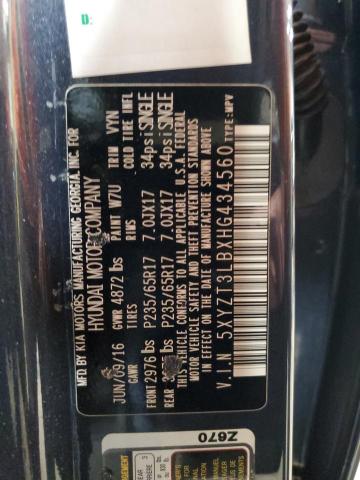 MFD BY KIA MOTORS MANUFACTURING GEORGIA, INC FOR
HYUNDAI MOTOR COMPANY
JUN/09/16 GVWR 4872 lbs PAINT W7U TRIM VYN
GAWR TIRES RIMS COLD TIRE INFL
FRONT 2976 lbs P235/65R17 7.0JX17 34psi SINGLE
REAR lbs P235/65R17 7.0JX17 34psi SINGLE
THIS VEHICLE CONFORMS TO ALL APPLICABLE U.S.A. FEDERAL
MOTOR VEHICLE SAFETY AND THEFT PREVENTION STANDARDS
IN EFFECT ON THE DATE OF MANUFACTURE SHOWN ABOVE
V.I.N 5XYZT3LBXHG434560 TYPE:MPV
Z670